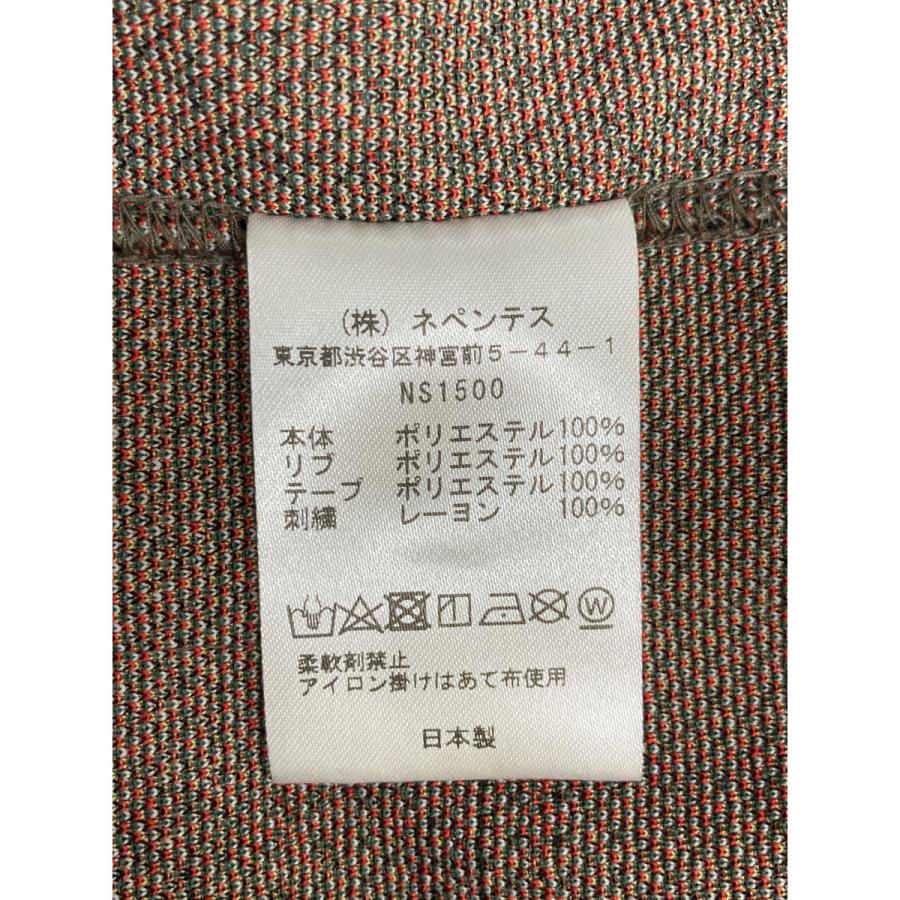 (株)ネペンテス
東京都渋谷区神宮前5-44-1
NS1500
本体 ポリエステル100%
リブ ポリエステル100%
テープ ポリエステル100%
刺繍 レーヨン 100%
W
柔軟剤禁止
アイロン掛けはあて布使用
日本製